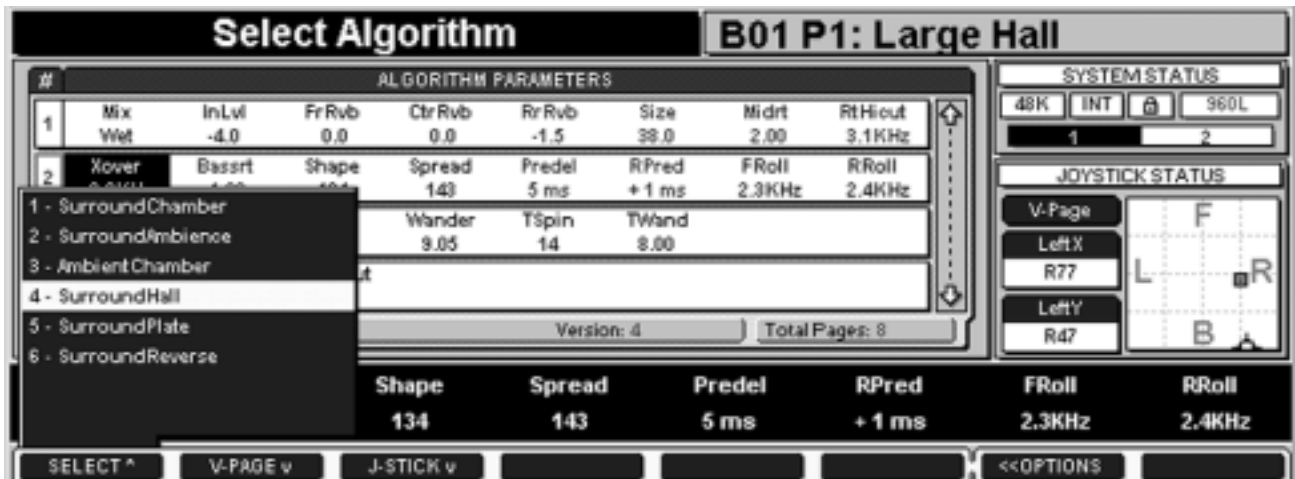 Select Algorithm
B01 P1: Large Hall
# ALGORITHM PARAMETERS
1
Mix InLvl FrRvb CtrRvb RrRvb Size Midrt RtHicut
Wet -4.0 0.0 0.0 -1.5 38.0 2.00 3.1KHz
2
Xover Bassrt Shape Spread Predel RPred FRoll RRoll
143 5 ms +1 ms 2.3KHz 2.4KHz
Wander TSpin TWand
9.05 14 8.00
Version: 4 Total Pages: 8
1 - SurroundChamber
2 - SurroundAmbience
3 - AmbientChamber
4 - SurroundHall
5 - SurroundPlate
6 - SurroundReverse
SYSTEM STATUS
48K INT 960L
1 2
JOYSTICK STATUS
V-Page
LeftX
R77
LeftY
R47
F
L R
B
Shape Spread Predel RPred FRoll RRoll
134 143 5 ms +1 ms 2.3KHz 2.4KHz
SELECT ^ V-PAGE v J-STICK v <<OPTIONS